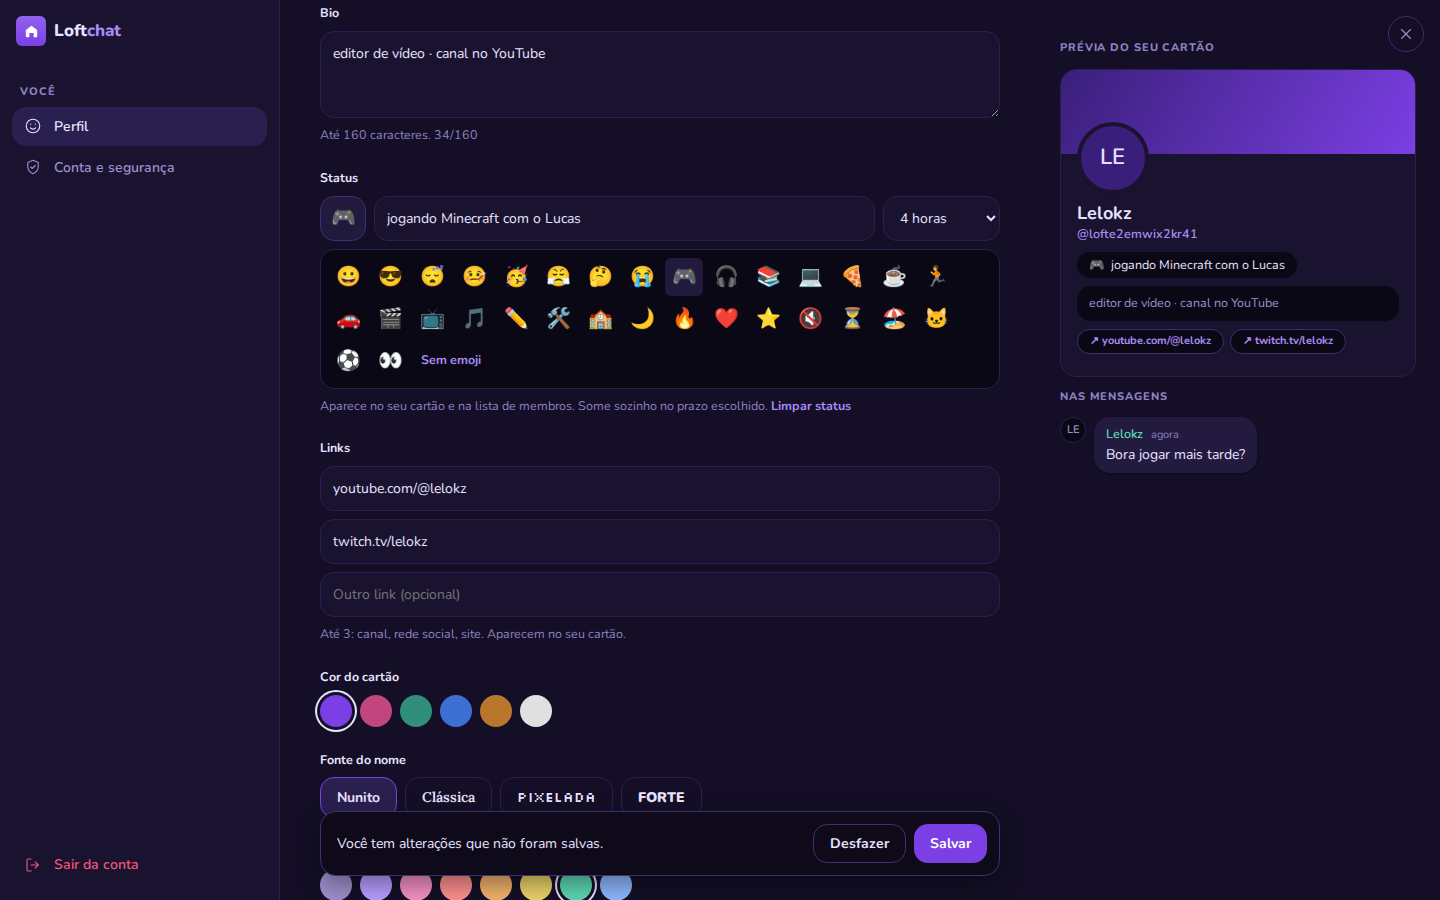 Loftchat
VOCÊ
Perfil
Conta e segurança
Sair da conta
Bio
editor de vídeo · canal no YouTube
Até 160 caracteres. 34/160
Status
jogando Minecraft com o Lucas
4 horas
Sem emoji
Aparece no seu cartão e na lista de membros. Some sozinho no prazo escolhido. Limpar status
Links
youtube.com/@lelokz
twitch.tv/lelokz
Outro link (opcional)
Até 3: canal, rede social, site. Aparecem no seu cartão.
Cor do cartão
Fonte do nome
Nunito
Clássica
PIXELADA
FORTE
Você tem alterações que não foram salvas.
Desfazer
Salvar
PRÉVIA DO SEU CARTÃO
LE
Lelokz
@lofte2emwix2kr41
jogando Minecraft com o Lucas
editor de vídeo · canal no YouTube
↗ youtube.com/@lelokz
↗ twitch.tv/lelokz
NAS MENSAGENS
LE
Lelokz agora
Bora jogar mais tarde?